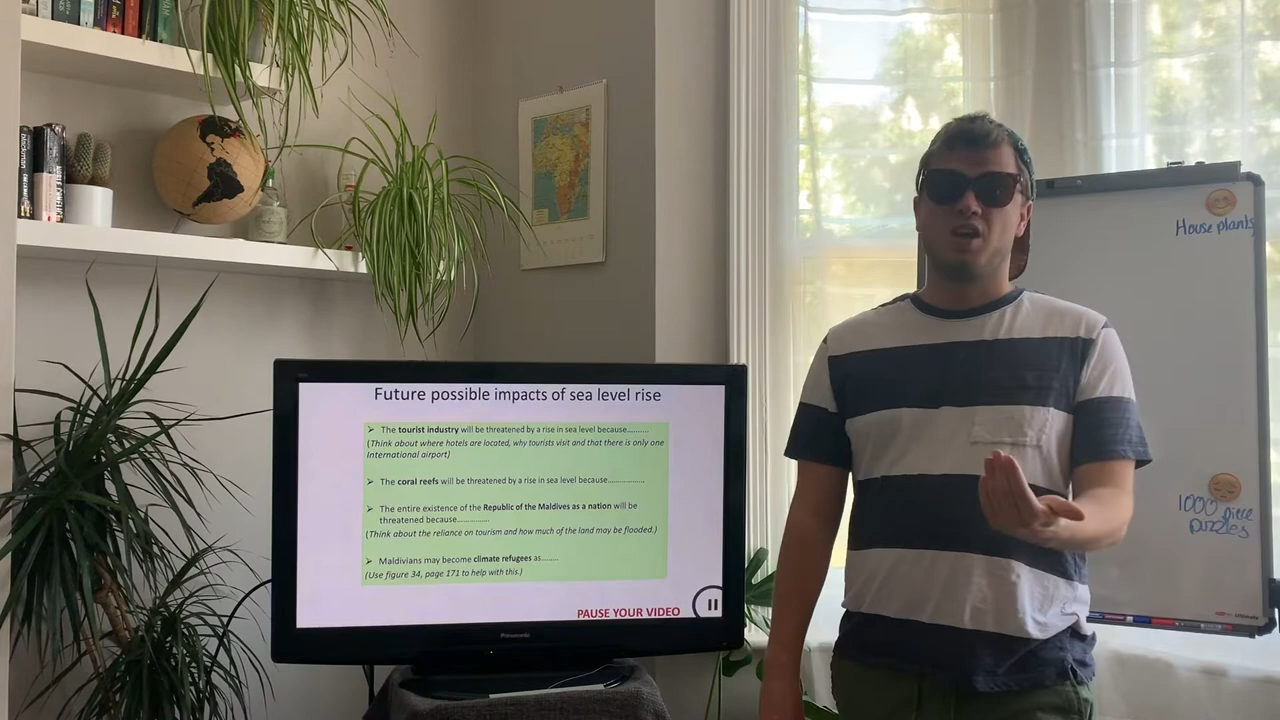 Future possible impacts of sea level rise
➢ The tourist industry will be threatened by a rise in sea level because..........
(Think about where hotels are located, why tourists visit and that there is only one
International airport)
➢ The coral reefs will be threatened by a rise in sea level because.................
➢ The entire existence of the Republic of the Maldives as a nation will be
threatened because...............
(Think about the reliance on tourism and how much of the land may be flooded.)
➢ Maldivians may become climate refugees as........
(Use figure 34, page 171 to help with this.)
PAUSE YOUR VIDEO
Panasonic
House plants
1000 piece
puzzles